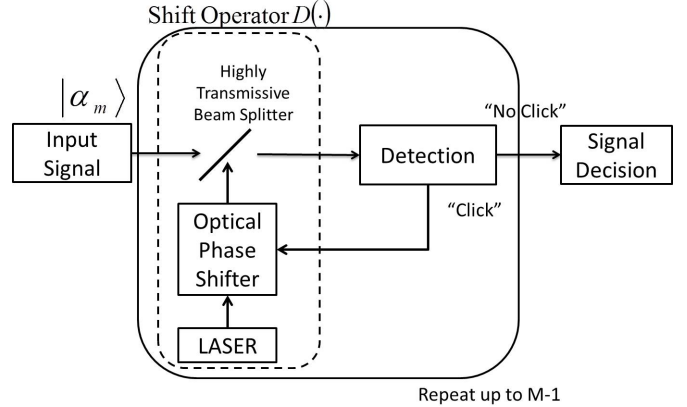 Shift Operator D(·)
|α_m⟩
Highly
Transmissive
Beam Splitter
Input
Signal
Detection
"No Click"
Signal
Decision
Optical
Phase
Shifter
"Click"
LASER
Repeat up to M-1